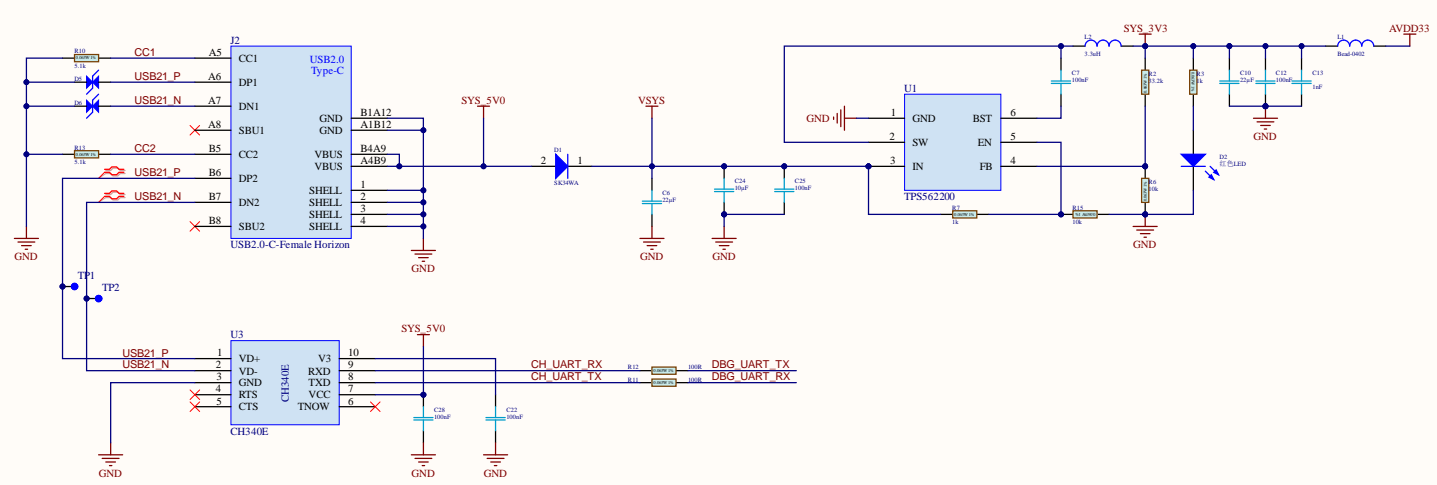 J2
R10
5.1k
CC1
A5
CC1
USB2.0
Type-C
D5
USB21_P
A6
DP1
D6
USB21_N
A7
DN1
A8
SBU1
R13
5.1k
CC2
B5
CC2
USB21_P
B6
DP2
USB21_N
B7
DN2
B8
SBU2
GND
B1A12
GND
A1B12
VBUS
B4A9
VBUS
A4B9
SHELL
1
SHELL
2
SHELL
3
SHELL
4
USB2.0-C-Female Horizon
GND
GND
SYS_5V0
2
D1
1
SK34WA
VSYS
C6
22μF
GND
C24
10μF
C25
100nF
GND
U1
GND
1
GND
BST
6
2
SW
EN
5
3
IN
FB
4
TPS562200
R7
1k
R15
10k
C7
100nF
L2
3.3uH
SYS_3V3
R2
33.2k
R6
10k
GND
R3
1k
D2
红色LED
C10
22μF
C12
100nF
C13
1nF
GND
L1
Bead-0402
AVDD33
TP1
TP2
U3
USB21_P
1
VD+
USB21_N
2
VD-
3
GND
4
RTS
5
CTS
CH340E
V3
10
RXD
9
TXD
8
VCC
7
TNOW
6
CH340E
GND
SYS_5V0
C28
100nF
GND
C22
100nF
GND
CH_UART_RX
R12
100R
DBG_UART_TX
CH_UART_TX
R11
100R
DBG_UART_RX